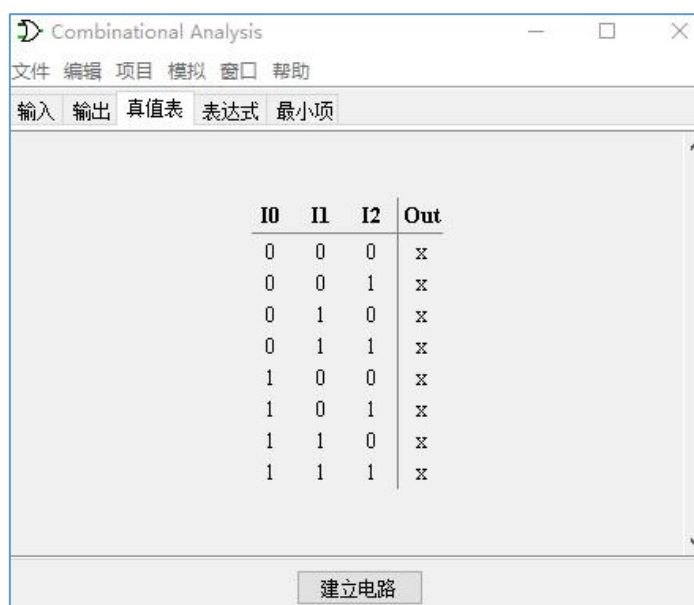 Combinational Analysis
文件 编辑 项目 模拟 窗口 帮助
输入 输出 真值表 表达式 最小项
I0 I1 I2 Out
0 0 0 x
0 0 1 x
0 1 0 x
0 1 1 x
1 0 0 x
1 0 1 x
1 1 0 x
1 1 1 x
建立电路